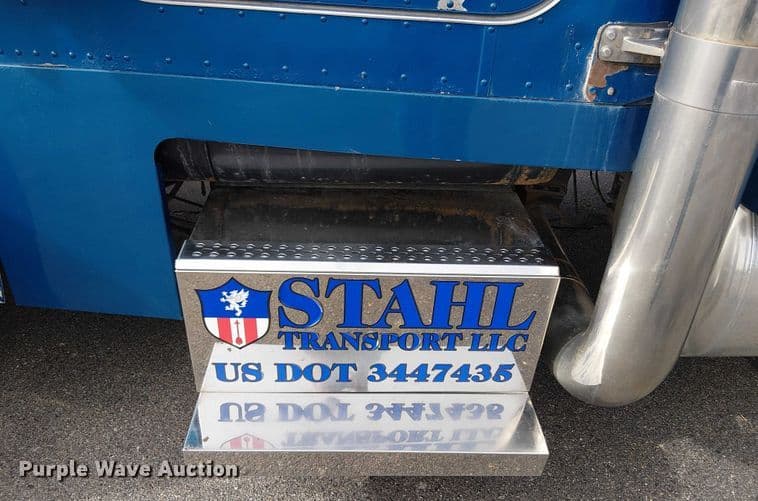 STAHL
TRANSPORT LLC
US DOT 3447435
Purple Wave Auction